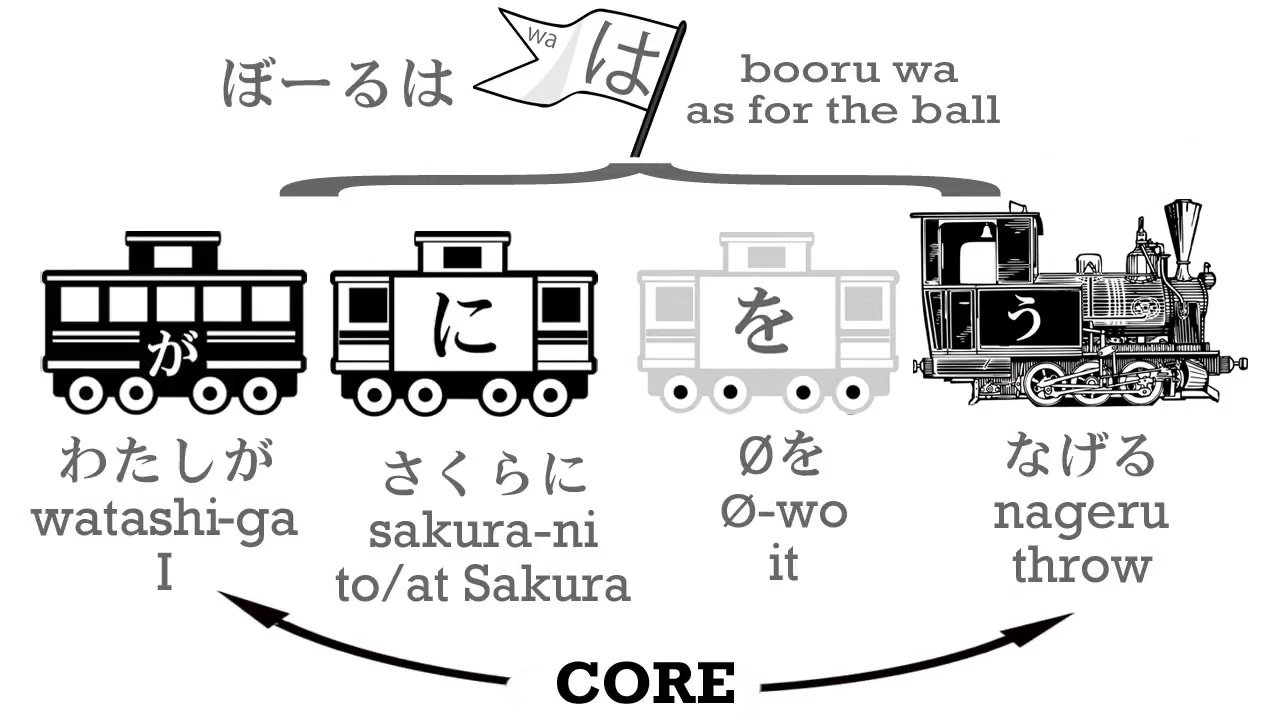 ぼーるは
wa
は
booru wa
as for the ball
が
に
を
う
わたしが
watashi-ga
I
さくらに
sakura-ni
to/at Sakura
Øを
Ø-wo
it
なげる
nageru
throw
CORE